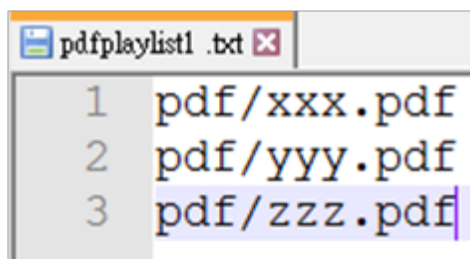 pdfplaylist1 .txt
1 pdf/xxx.pdf
2 pdf/yyy.pdf
3 pdf/zzz.pdf